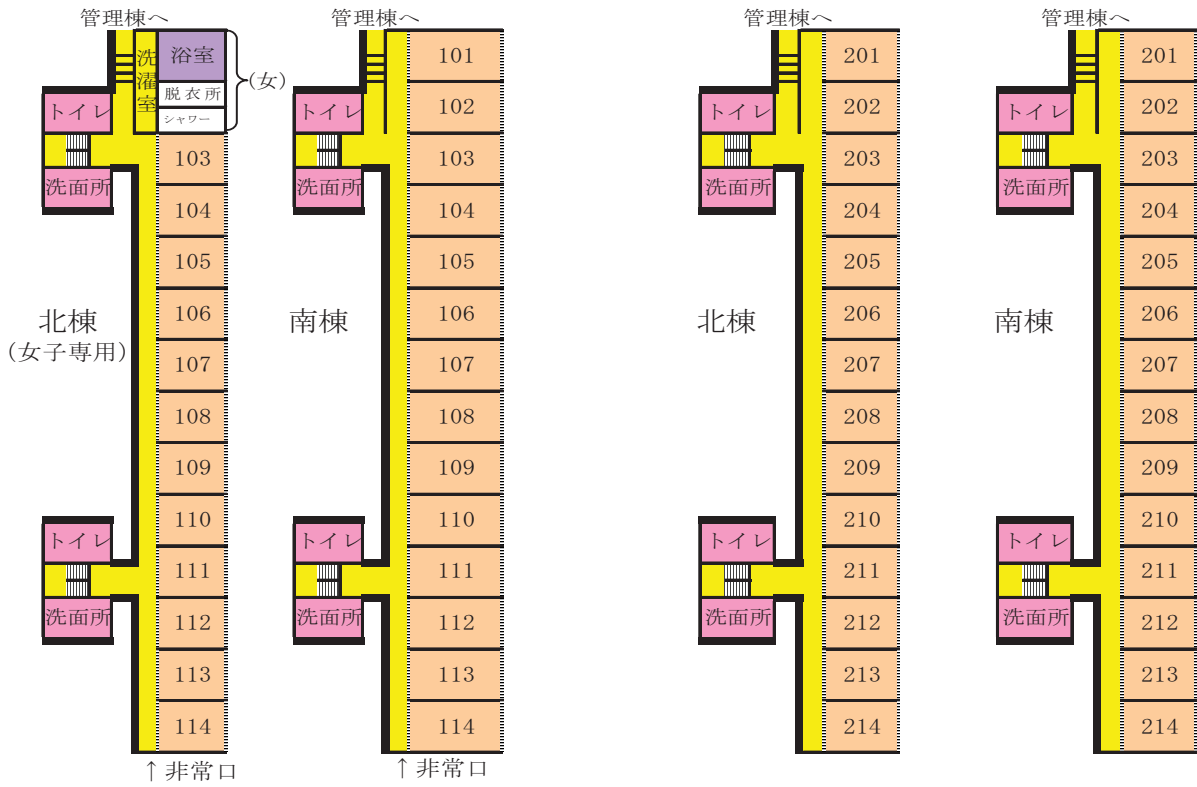 管理棟へ
洗濯室
浴室
脱衣所
シャワー
(女)
トイレ
洗面所
103
104
105
106
107
108
109
110
111
112
113
114
北棟
(女子専用)
トイレ
洗面所
↑非常口
管理棟へ
101
102
103
104
105
106
107
108
109
110
111
112
113
114
トイレ
洗面所
南棟
トイレ
洗面所
↑非常口
管理棟へ
201
202
203
204
205
206
207
208
209
210
211
212
213
214
トイレ
洗面所
北棟
トイレ
洗面所
管理棟へ
201
202
203
204
205
206
207
208
209
210
211
212
213
214
トイレ
洗面所
南棟
トイレ
洗面所